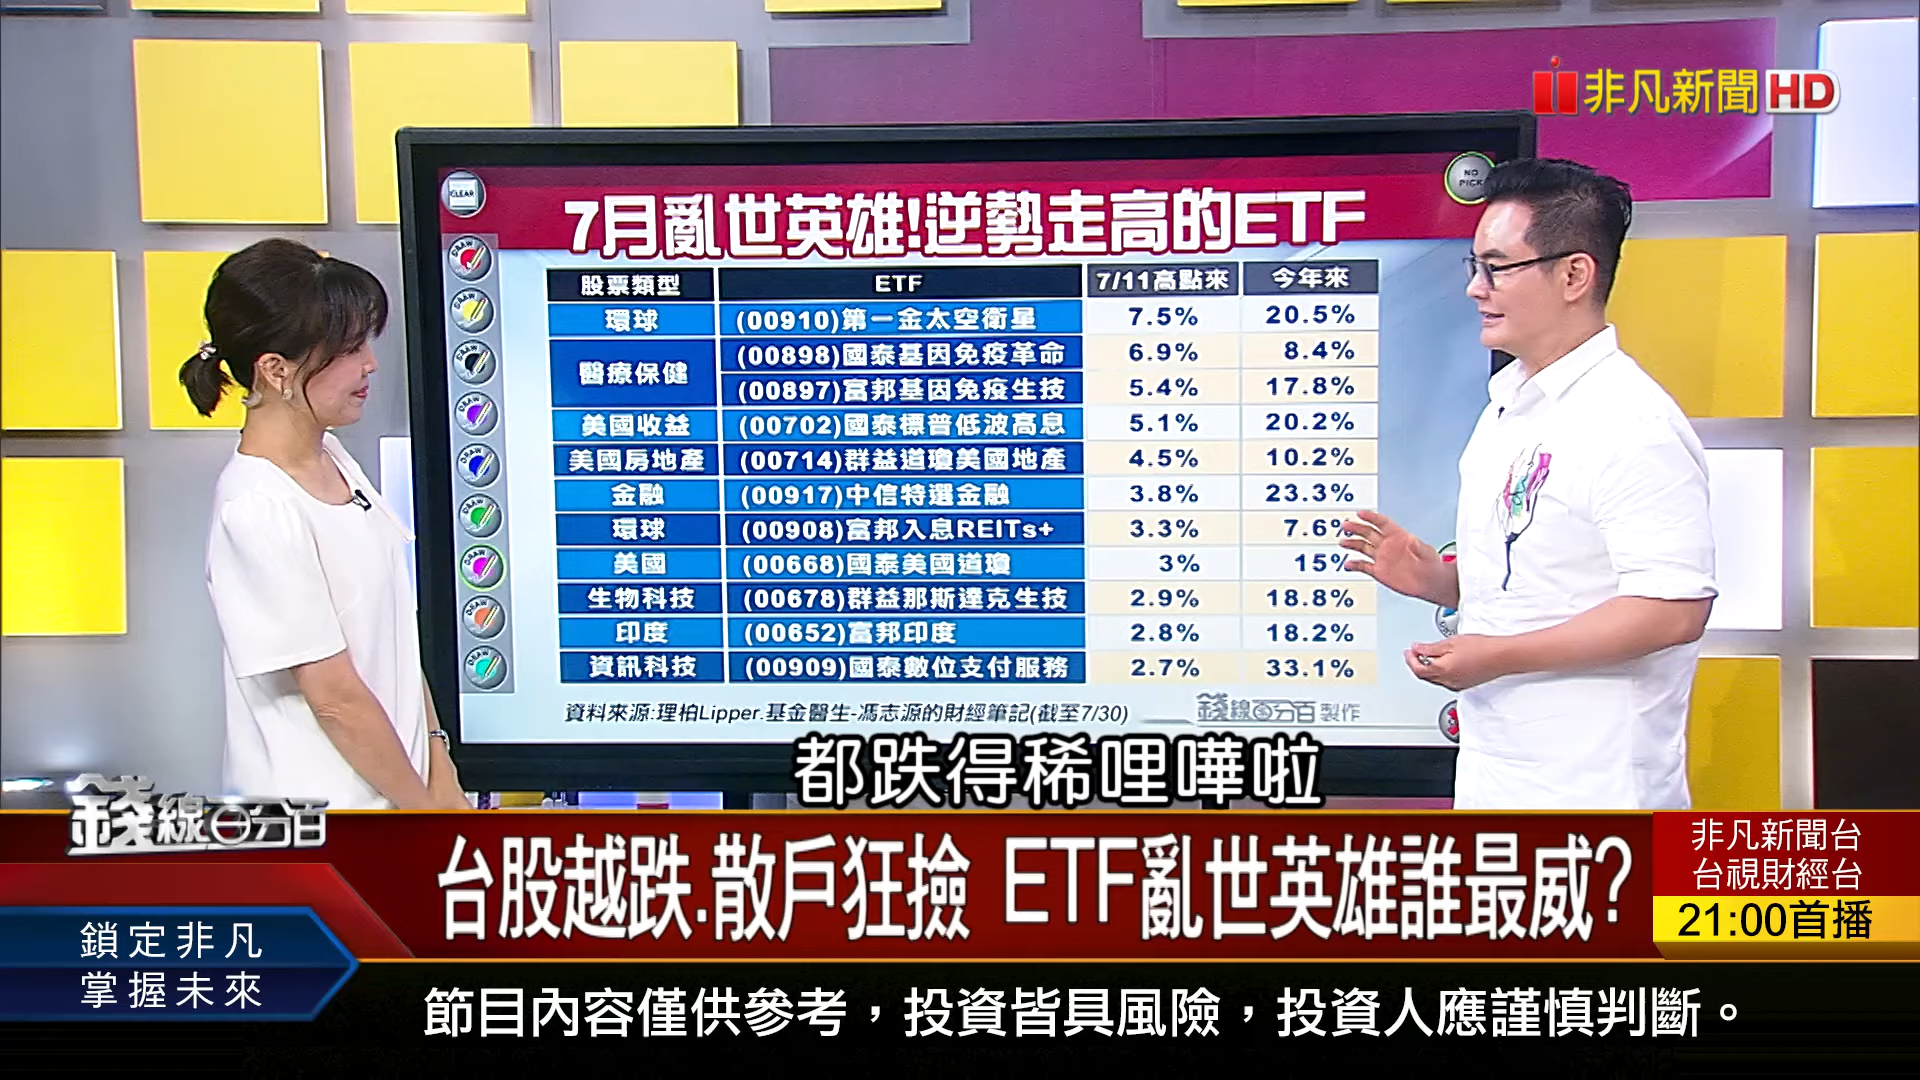 非凡新聞HD
CLEAR
NO PICK
7月亂世英雄!逆勢走高的ETF
股票類型 ETF 7/11高點來 今年來
環球 (00910)第一金太空衛星 7.5% 20.5%
醫療保健 (00898)國泰基因免疫革命 6.9% 8.4%
(00897)富邦基因免疫生技 5.4% 17.8%
美國收益 (00702)國泰標普低波高息 5.1% 20.2%
美國房地產 (00714)群益道瓊美國地產 4.5% 10.2%
金融 (00917)中信特選金融 3.8% 23.3%
環球 (00908)富邦入息REITs+ 3.3% 7.6%
美國 (00668)國泰美國道瓊 3% 15%
生物科技 (00678)群益那斯達克生技 2.9% 18.8%
印度 (00652)富邦印度 2.8% 18.2%
資訊科技 (00909)國泰數位支付服務 2.7% 33.1%
DRAW
DRAW
DRAW
DRAW
DRAW
DRAW
DRAW
DRAW
DRAW
資料來源:理柏Lipper.基金醫生-馮志源的財經筆記(截至7/30)
錢線百分百 製作
都跌得稀哩嘩啦
錢線百分百
台股越跌.散戶狂撿 ETF亂世英雄誰最威?
非凡新聞台
台視財經台
21:00首播
鎖定非凡
掌握未來
節目內容僅供參考，投資皆具風險，投資人應謹慎判斷。